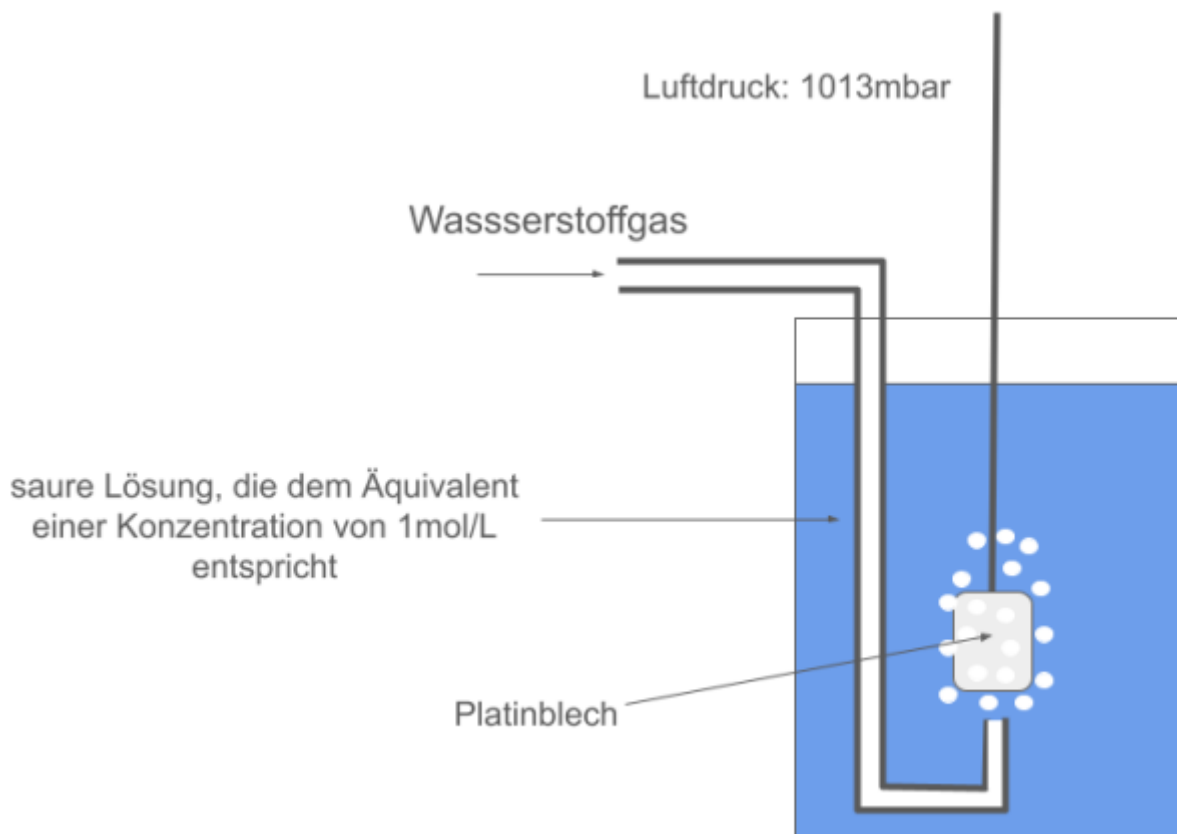 Luftdruck: 1013mbar
Wassserstoffgas
saure Lösung, die dem Äquivalent
einer Konzentration von 1mol/L
entspricht
Platinblech